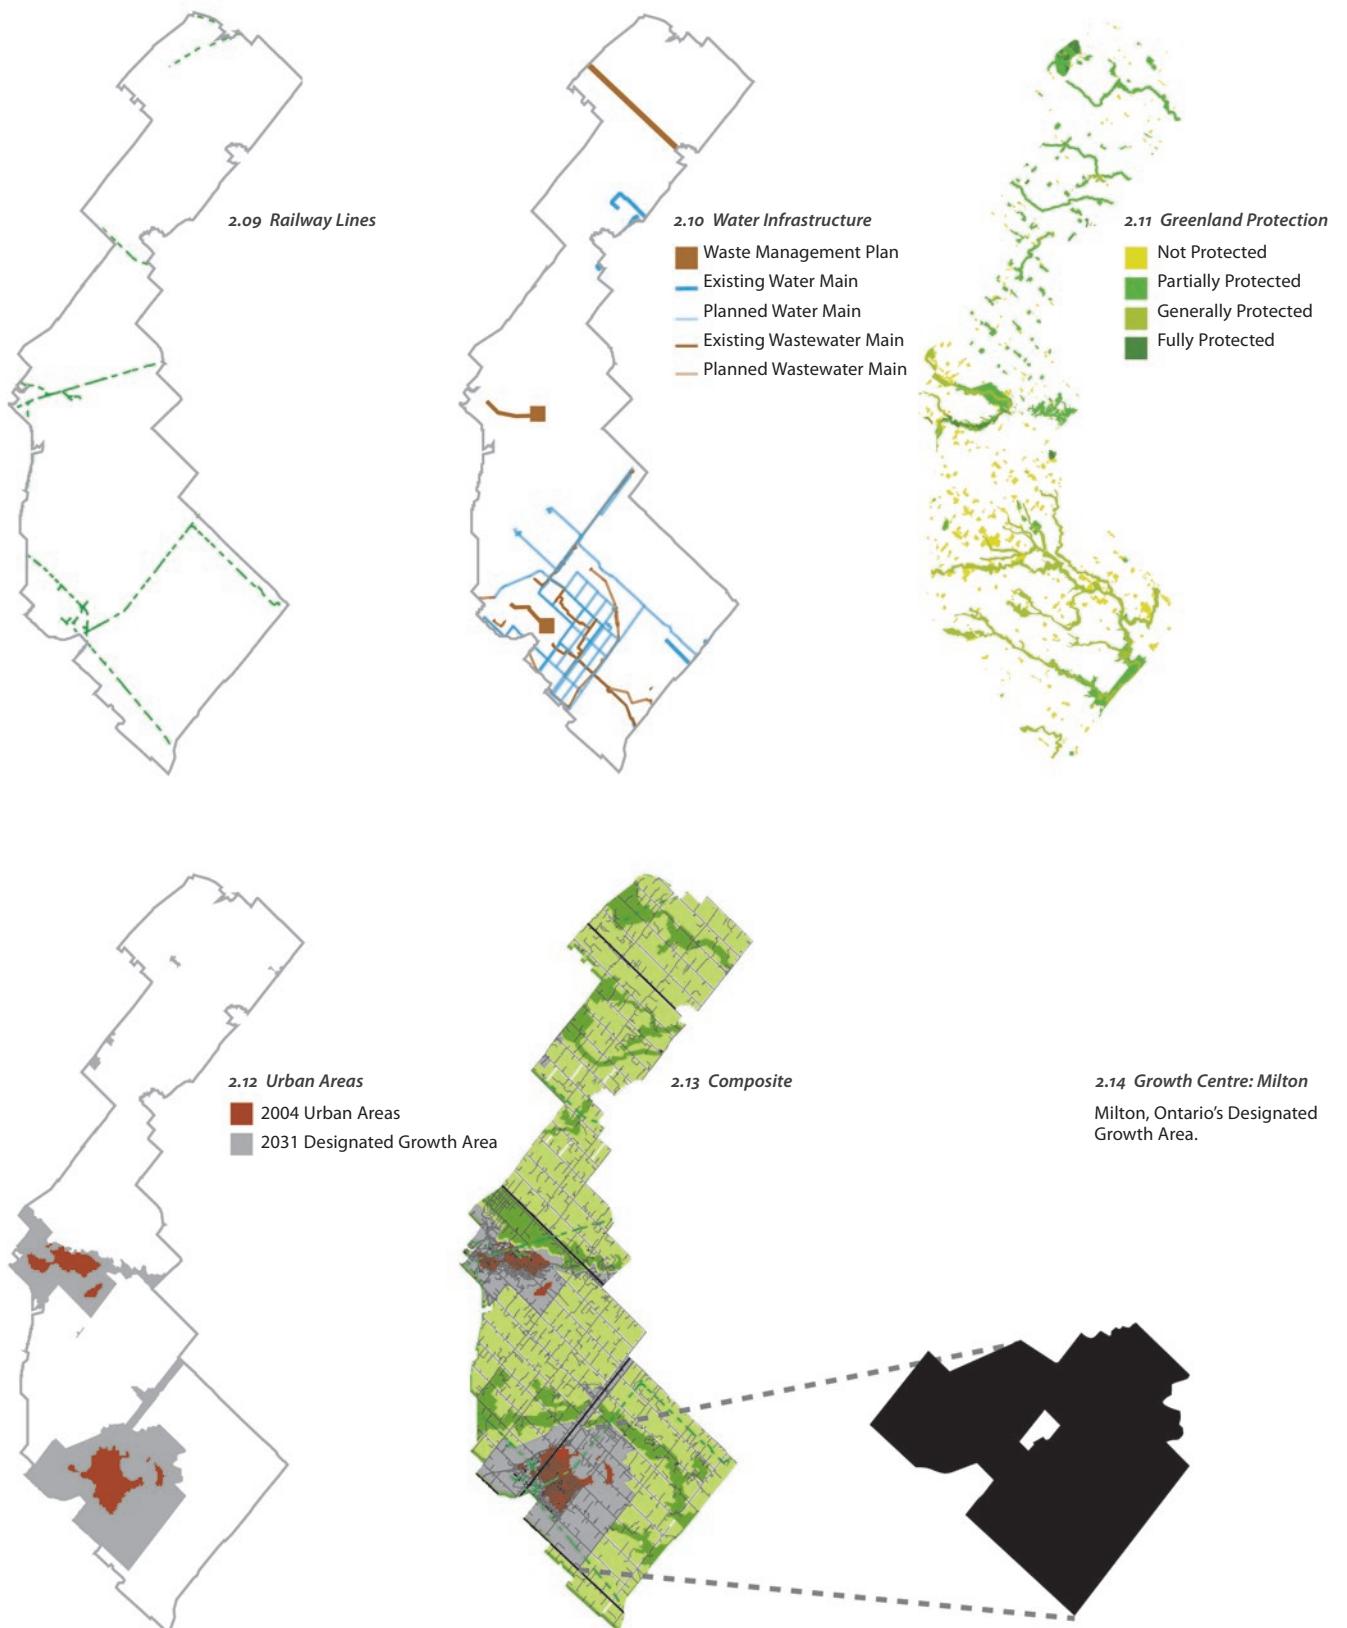 2.09 Railway Lines
2.10 Water Infrastructure
Waste Management Plan
Existing Water Main
Planned Water Main
Existing Wastewater Main
Planned Wastewater Main
2.11 Greenland Protection
Not Protected
Partially Protected
Generally Protected
Fully Protected
2.12 Urban Areas
2004 Urban Areas
2031 Designated Growth Area
2.13 Composite
2.14 Growth Centre: Milton
Milton, Ontario's Designated
Growth Area.